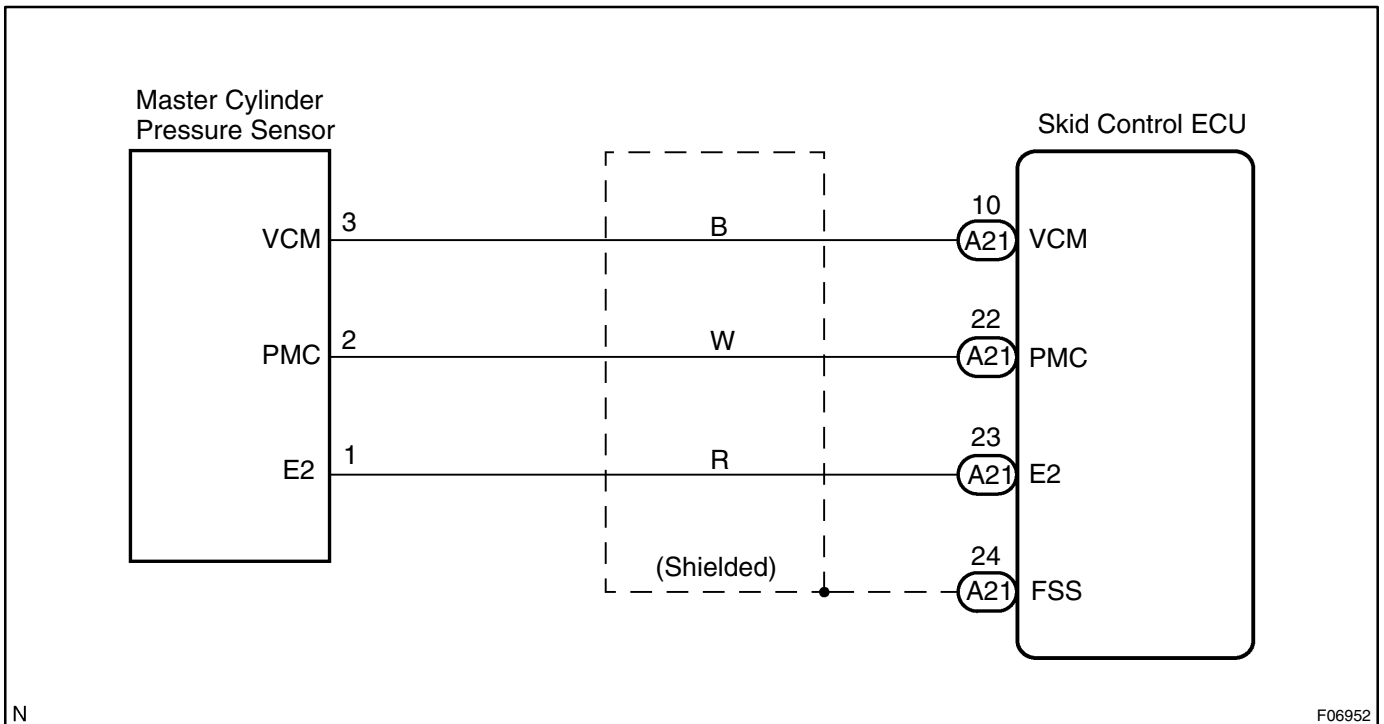 Master Cylinder
Pressure Sensor
Skid Control ECU
VCM
3
B
10
A21
VCM
PMC
2
W
22
A21
PMC
E2
1
R
23
A21
E2
(Shielded)
24
A21
FSS
N
F06952